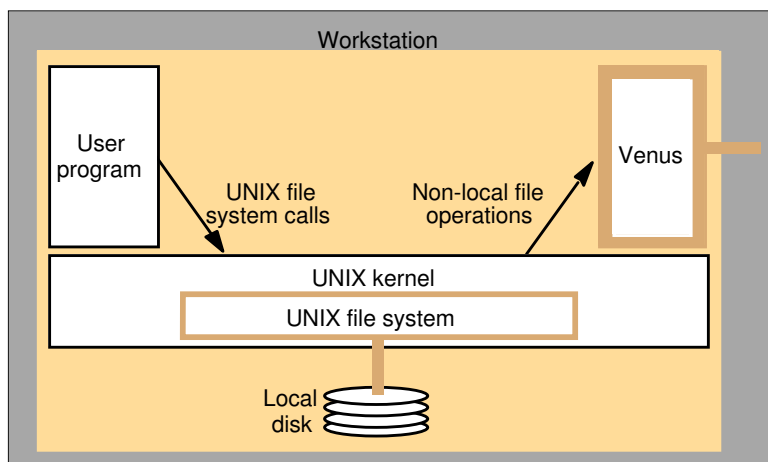 Workstation
User
program
UNIX file
system calls
Non-local file
operations
Venus
UNIX kernel
UNIX file system
Local
disk